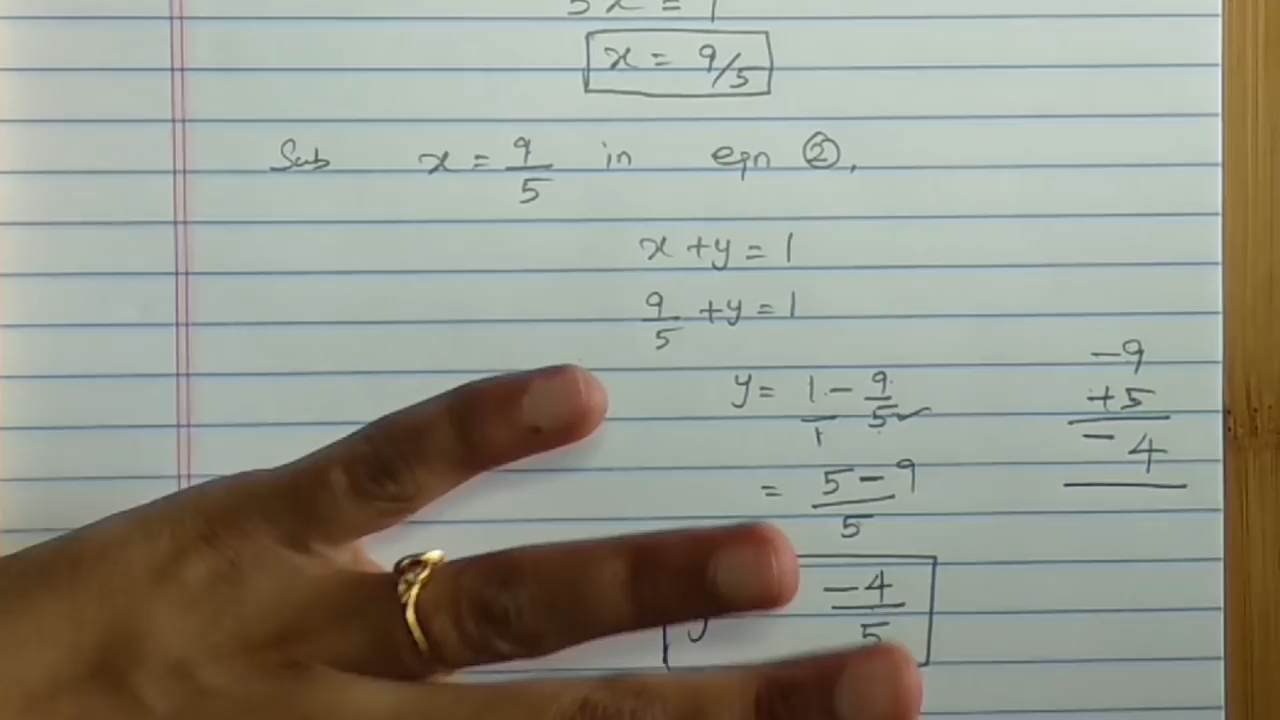 x = 9/5
Sub x = 9/5 in eqn ②,
x + y = 1
9/5 + y = 1
y = 1/1 - 9/5 ✓
= 5 - 9/5
-4/5
-9
+5
-4